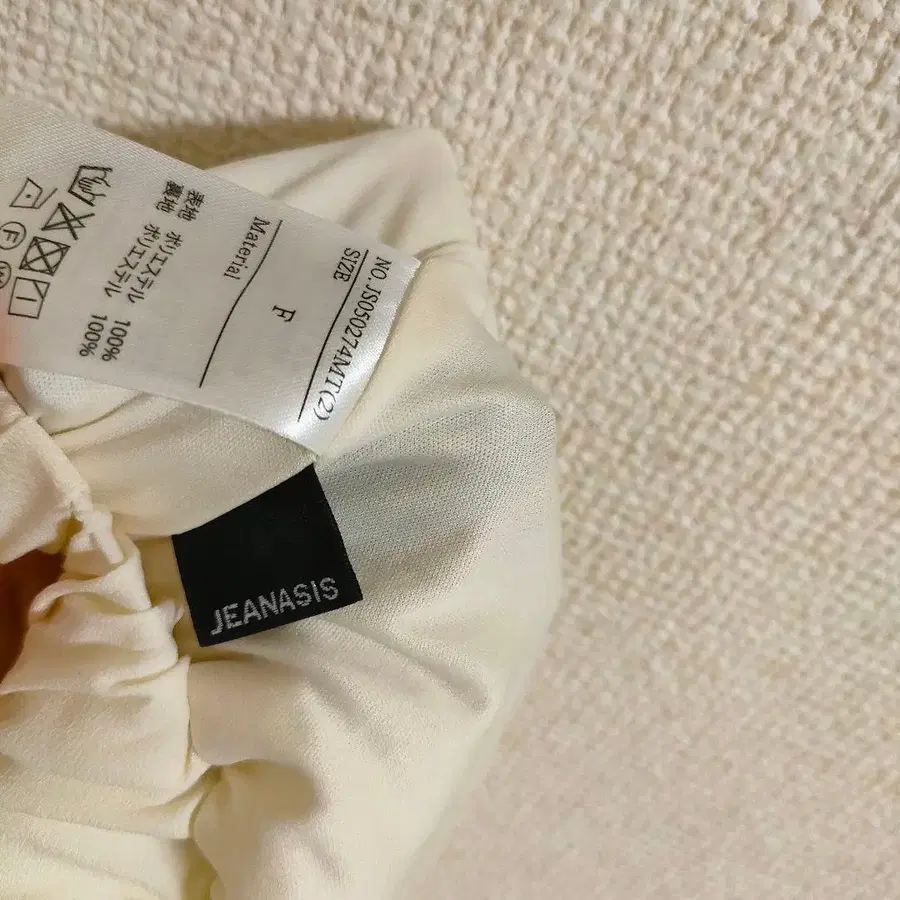 NO.JS050274MT(2)
SIZE
F
Material
表地 ポリエステル 100%
裏地 ポリエステル 100%
F
JEANASIS